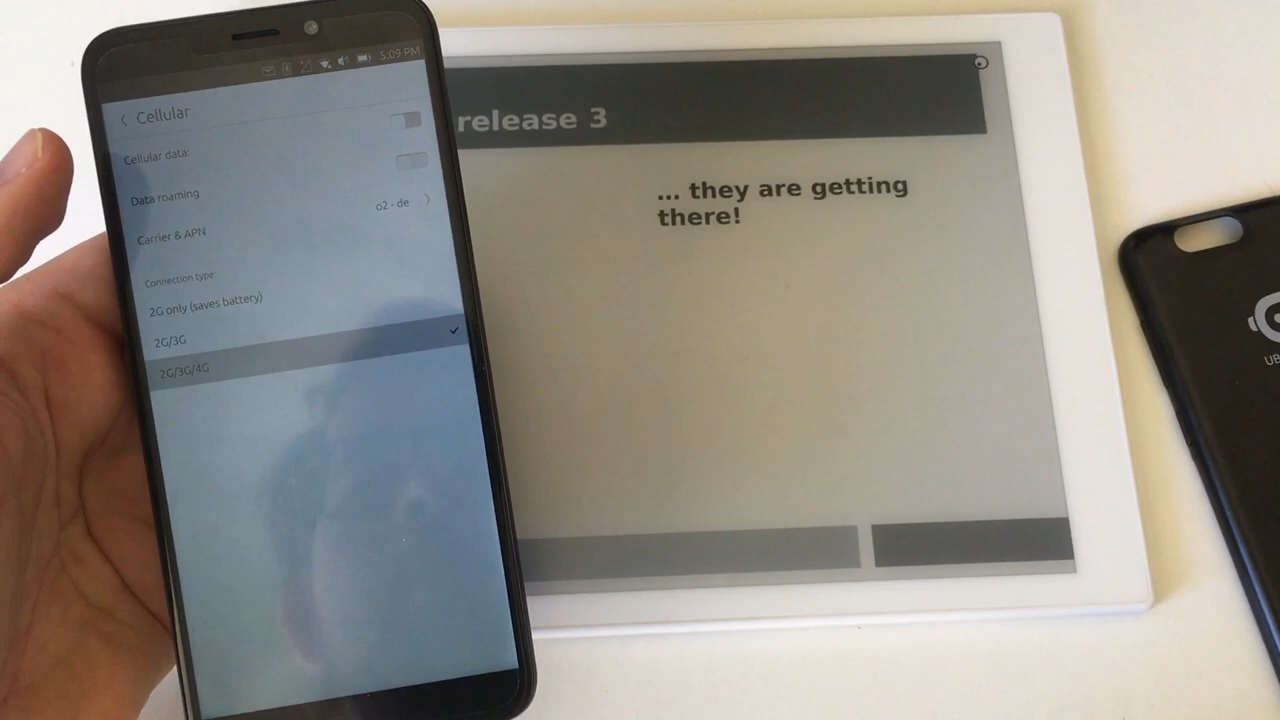 5:09 PM
Cellular
Cellular data:
Data roaming
Carrier & APN
o2 - de
Connection type:
2G only (saves battery)
2G/3G
2G/3G/4G
release 3
... they are getting
there!
UB